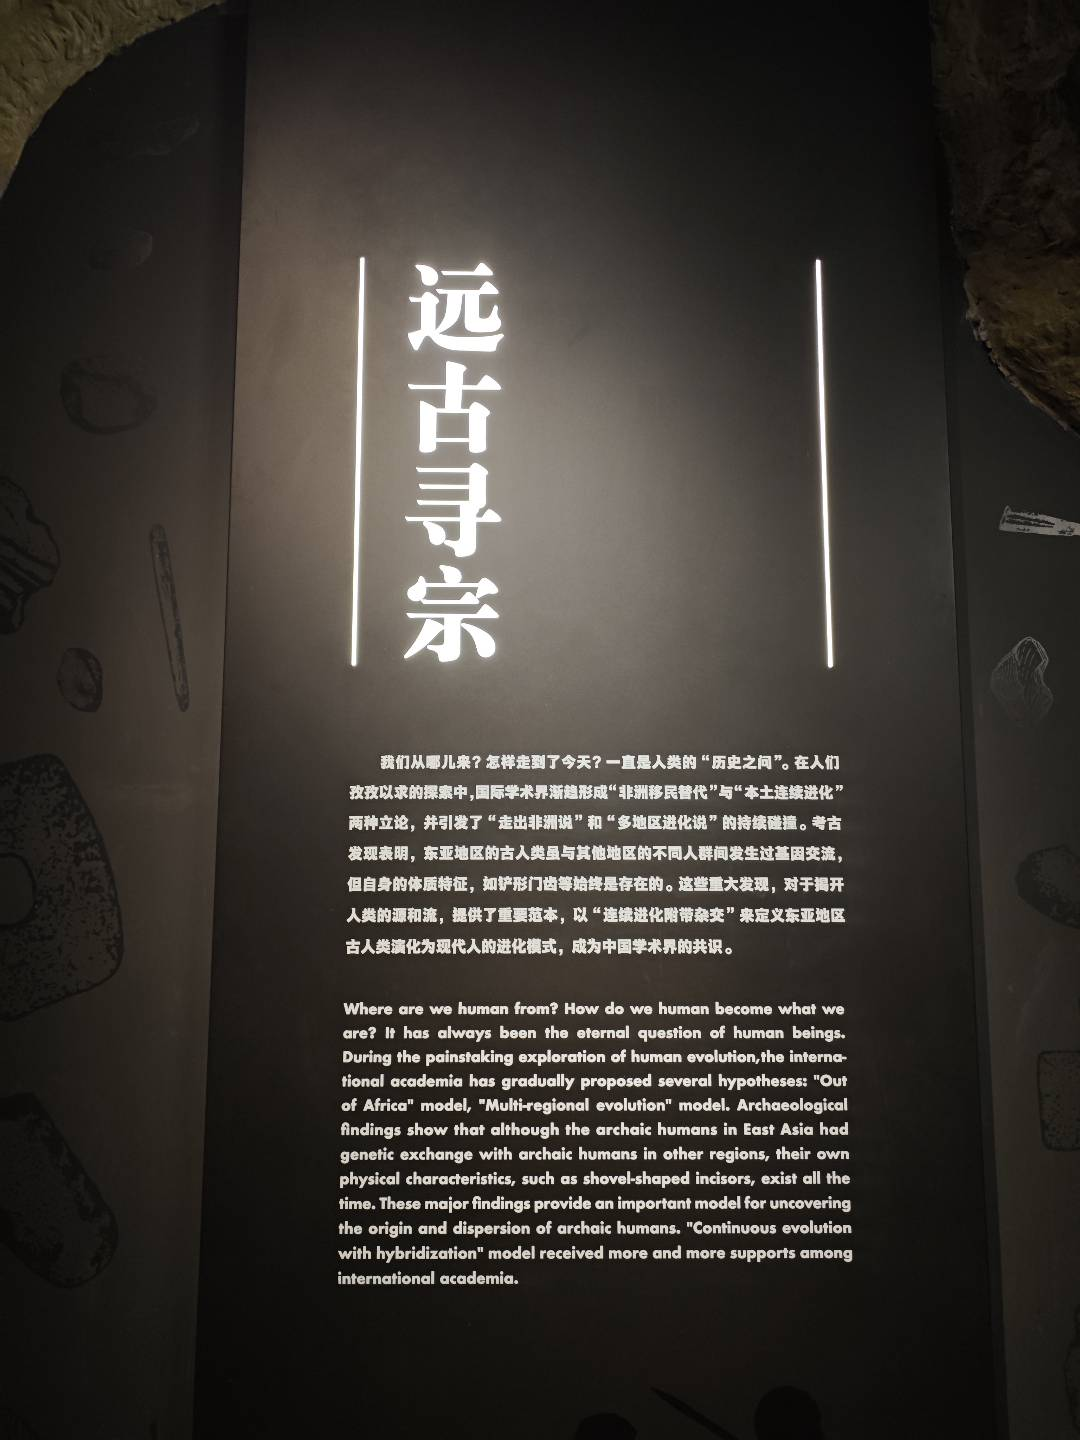 远古寻宗
我们从哪儿来？怎样走到了今天？一直是人类的“历史之问”。在人们
孜孜以求的探索中，国际学术界渐趋形成“非洲移民替代”与“本土连续进化”
两种立论，并引发了“走出非洲说”和“多地区进化说”的持续碰撞。考古
发现表明，东亚地区的古人类虽与其他地区的不同人群间发生过基因交流，
但自身的体质特征，如铲形门齿等始终是存在的。这些重大发现，对于揭开
人类的源和流，提供了重要范本，以“连续进化附带杂交”来定义东亚地区
古人类演化为现代人的进化模式，成为中国学术界的共识。
Where are we human from? How do we human become what we
are? It has always been the eternal question of human beings.
During the painstaking exploration of human evolution,the interna-
tional academia has gradually proposed several hypotheses: "Out
of Africa" model, "Multi-regional evolution" model. Archaeological
findings show that although the archaic humans in East Asia had
genetic exchange with archaic humans in other regions, their own
physical characteristics, such as shovel-shaped incisors, exist all the
time. These major findings provide an important model for uncovering
the origin and dispersion of archaic humans. "Continuous evolution
with hybridization" model received more and more supports among
international academia.